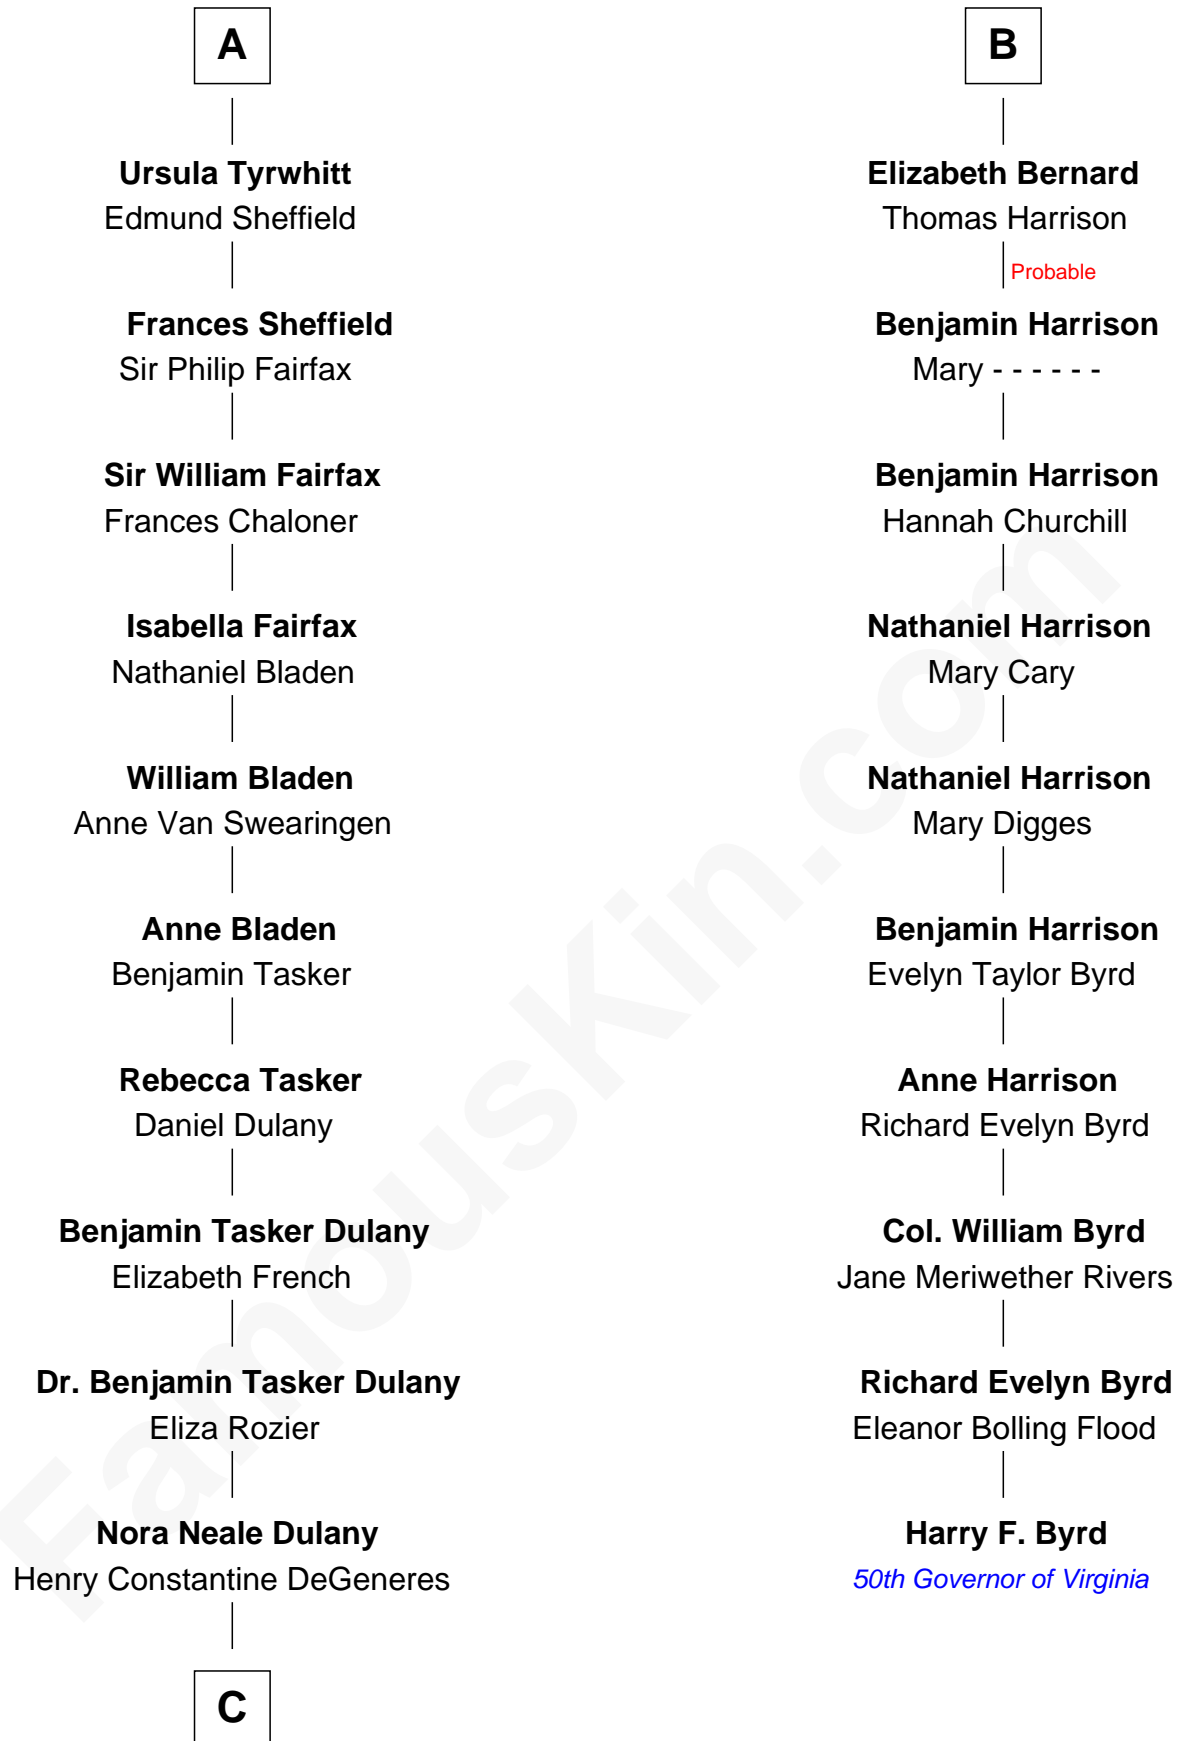 A
Ursula Tyrwhitt
Edmund Sheffield
Frances Sheffield
Sir Philip Fairfax
Sir William Fairfax
Frances Chaloner
Isabella Fairfax
Nathaniel Bladen
William Bladen
Anne Van Swearingen
Anne Bladen
Benjamin Tasker
Rebecca Tasker
Daniel Dulany
Benjamin Tasker Dulany
Elizabeth French
Dr. Benjamin Tasker Dulany
Eliza Rozier
Nora Neale Dulany
Henry Constantine DeGeneres
C
B
Elizabeth Bernard
Thomas Harrison
Probable
Benjamin Harrison
Mary - - - - - -
Benjamin Harrison
Hannah Churchill
Nathaniel Harrison
Mary Cary
Nathaniel Harrison
Mary Digges
Benjamin Harrison
Evelyn Taylor Byrd
Anne Harrison
Richard Evelyn Byrd
Col. William Byrd
Jane Meriwether Rivers
Richard Evelyn Byrd
Eleanor Bolling Flood
Harry F. Byrd
50th Governor of Virginia
FamousKin.com